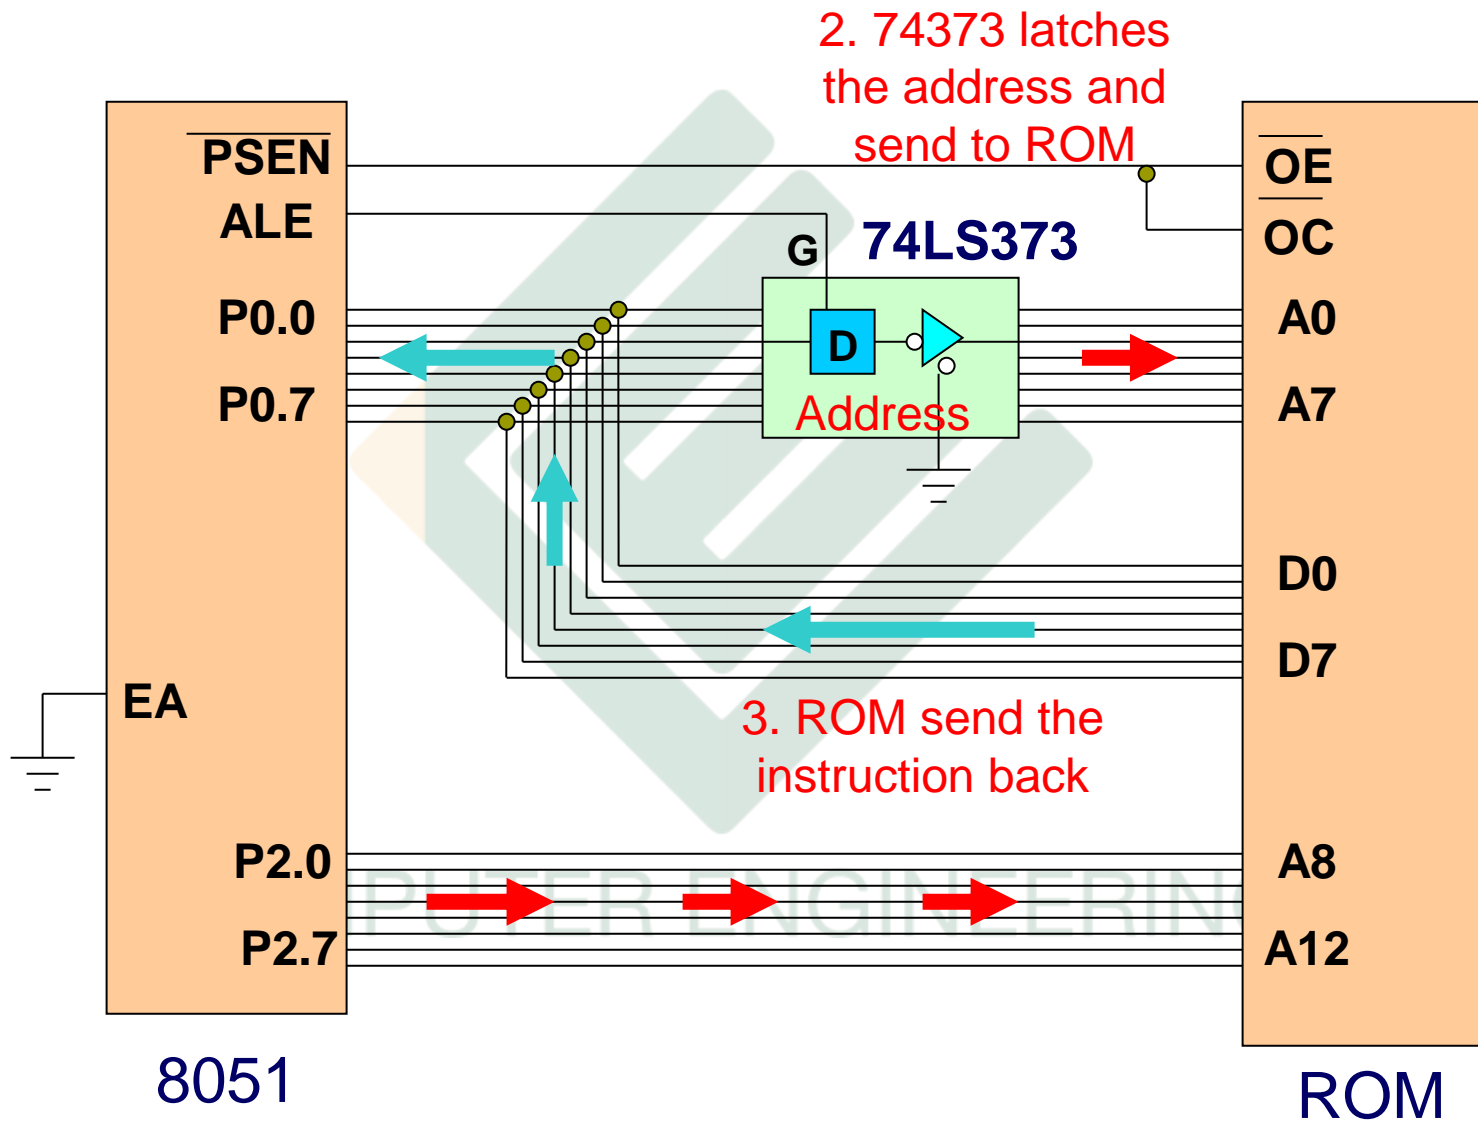 2. 74373 latches
the address and
send to ROM
PSEN
OE
ALE
OC
74LS373
G
P0.0
A0
D
P0.7
A7
Address
D0
D7
EA
3. ROM send the
instruction back
P2.0
A8
PUTER ENGINEERIN
P2.7
A12
8051
ROM